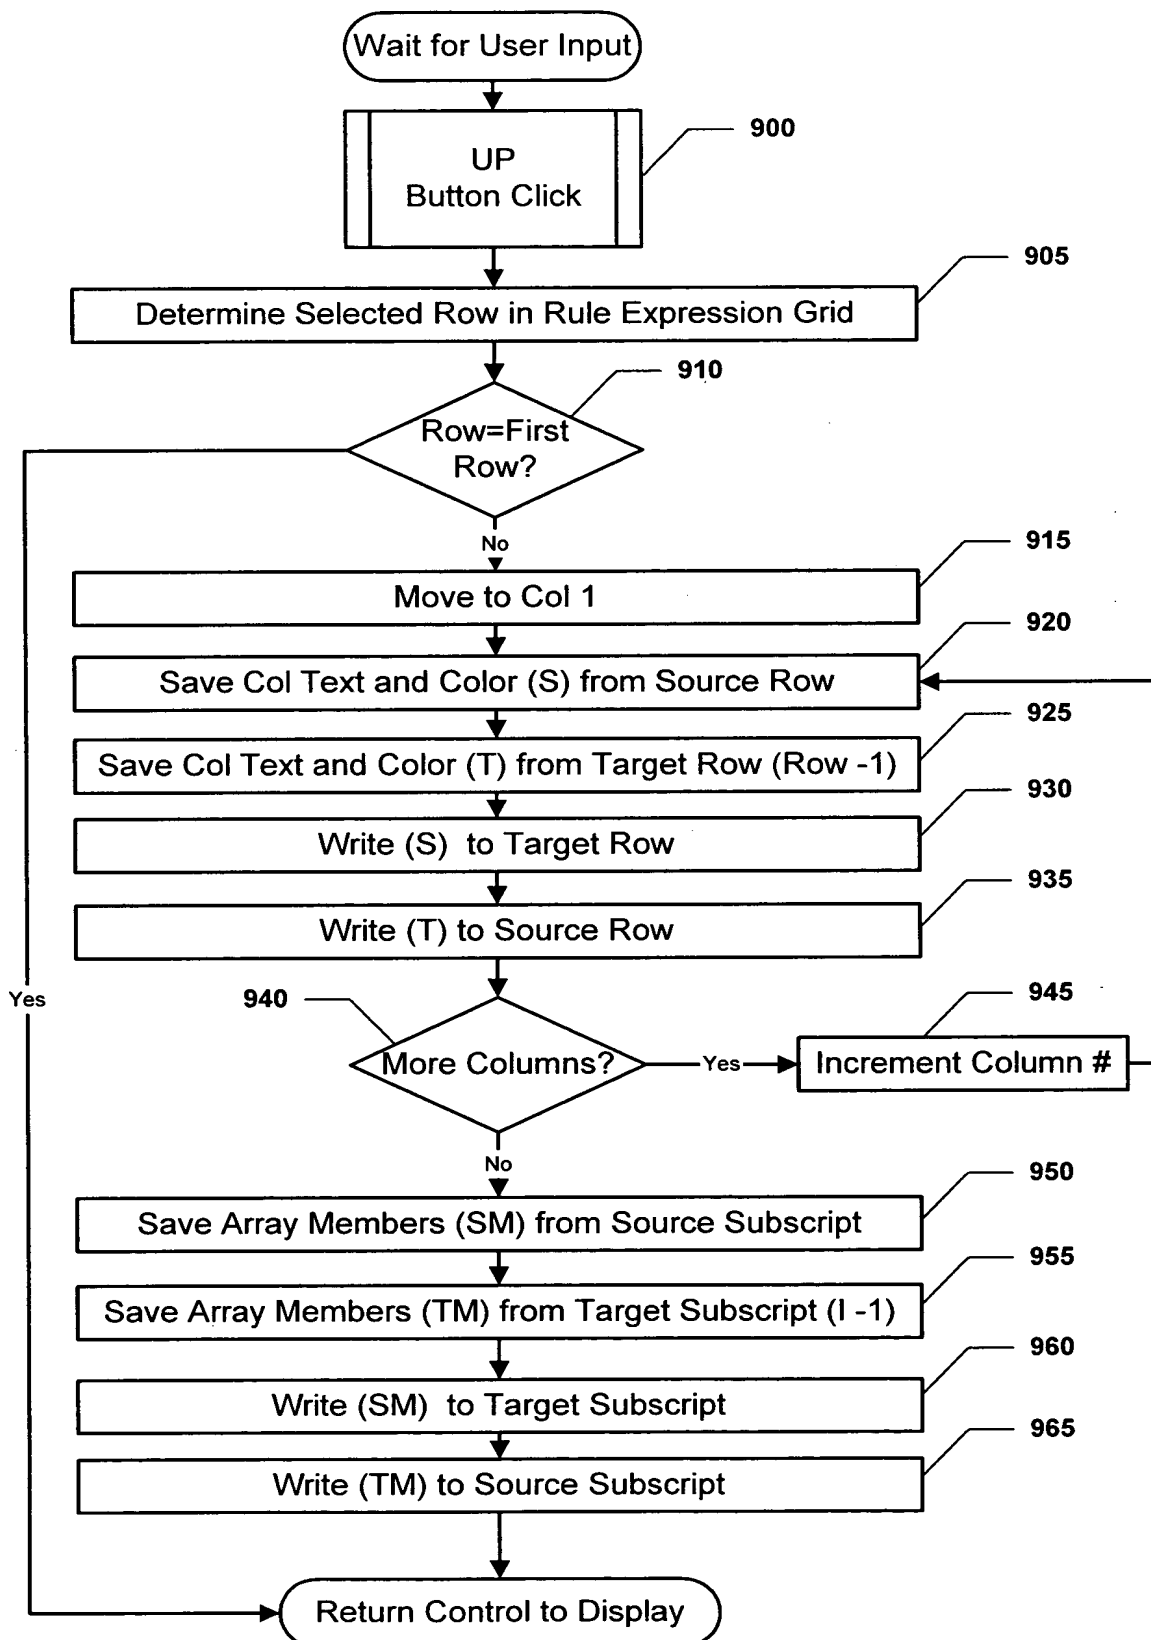 Wait for User Input
900
UP
Button Click
905
Determine Selected Row in Rule Expression Grid
910
Row=First
Row?
No
915
Move to Col 1
920
Save Col Text and Color (S) from Source Row
925
Save Col Text and Color (T) from Target Row (Row -1)
930
Write (S) to Target Row
935
Write (T) to Source Row
Yes
940
More Columns?
Yes
945
Increment Column #
No
950
Save Array Members (SM) from Source Subscript
955
Save Array Members (TM) from Target Subscript (I -1)
960
Write (SM) to Target Subscript
965
Write (TM) to Source Subscript
Return Control to Display